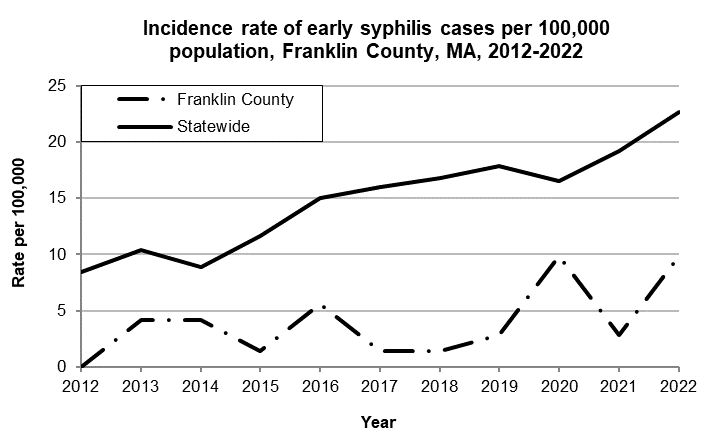 Incidence rate of early syphilis cases per 100,000
population, Franklin County, MA, 2012-2022
25
20
15
10
5
0
Franklin County
Statewide
Rate per 100,000
2012 2013 2014 2015 2016 2017 2018 2019 2020 2021 2022
Year